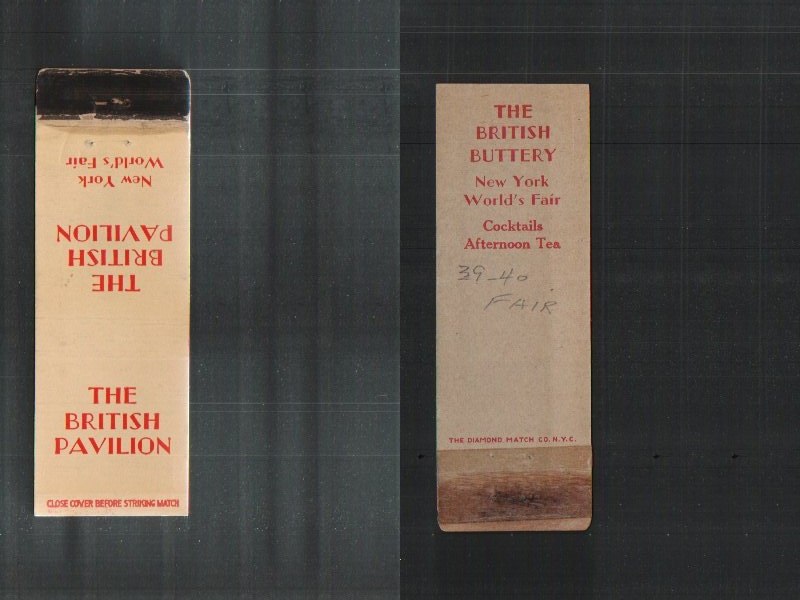 New York
World's Fair
THE
BRITISH
PAVILION
THE
BRITISH
PAVILION
CLOSE COVER BEFORE STRIKING MATCH
THE
BRITISH
BUTTERY
New York
World's Fair
Cocktails
Afternoon Tea
39-40
FAIR
THE DIAMOND MATCH CO. N.Y.C.